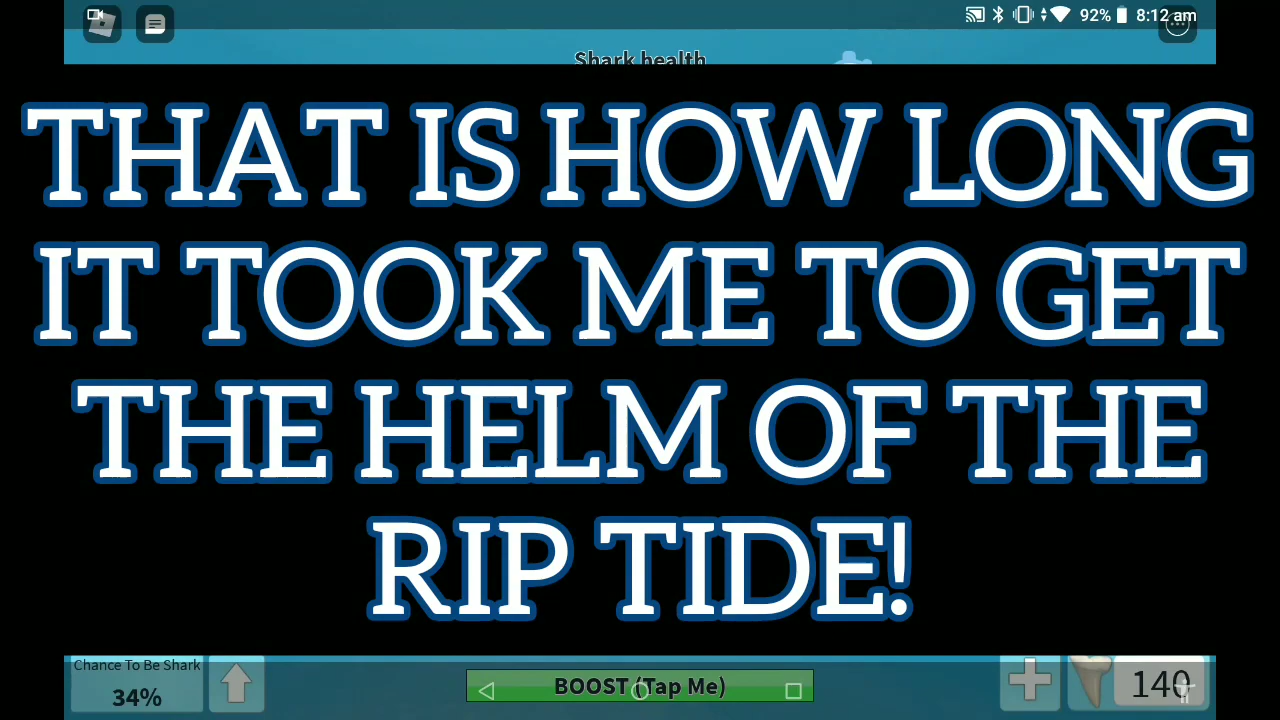 92% 8:12 am
Shark health
THAT IS HOW LONG
IT TOOK ME TO GET
THE HELM OF THE
RIP TIDE!
Chance To Be Shark
34%
BOOST (Tap Me)
140